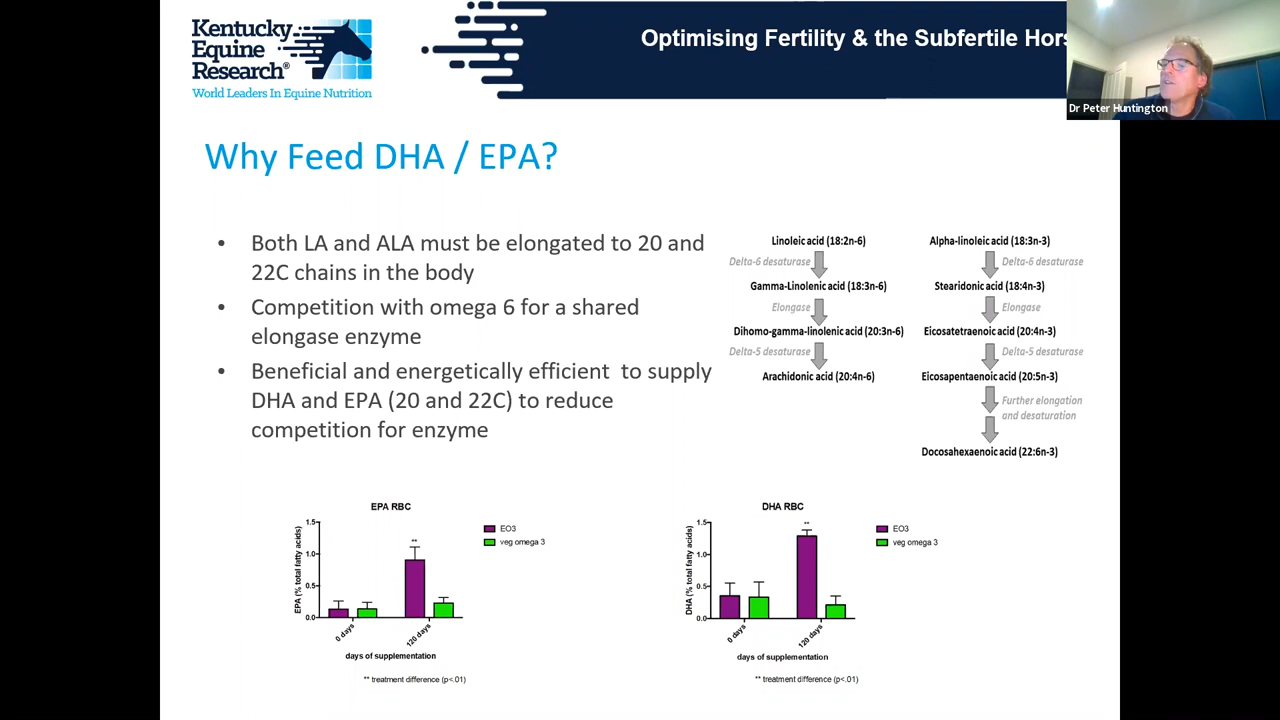 Kentucky
Equine
Research®
World Leaders In Equine Nutrition
Optimising Fertility & the Subfertile Hors
Dr Peter Huntington
Why Feed DHA / EPA?
• Both LA and ALA must be elongated to 20 and
22C chains in the body
• Competition with omega 6 for a shared
elongase enzyme
• Beneficial and energetically efficient to supply
DHA and EPA (20 and 22C) to reduce
competition for enzyme
Linoleic acid (18:2n-6)
Delta-6 desaturase
Gamma-Linolenic acid (18:3n-6)
Elongase
Dihomo-gamma-linolenic acid (20:3n-6)
Delta-5 desaturase
Arachidonic acid (20:4n-6)
Alpha-linoleic acid (18:3n-3)
Delta-6 desaturase
Stearidonic acid (18:4n-3)
Elongase
Eicosatetraenoic acid (20:4n-3)
Delta-5 desaturase
Eicosapentaenoic acid (20:5n-3)
Further elongation
and desaturation
Docosahexaenoic acid (22:6n-3)
EPA RBC
EPA (% total fatty acids)
1.5
1.0
0.5
0.0
**
0 days
120 days
days of supplementation
EO3
veg omega 3
** treatment difference (p<.01)
DHA RBC
DHA (% total fatty acids)
1.5
1.0
0.5
0.0
**
0 days
120 days
days of supplementation
EO3
veg omega 3
** treatment difference (p<.01)